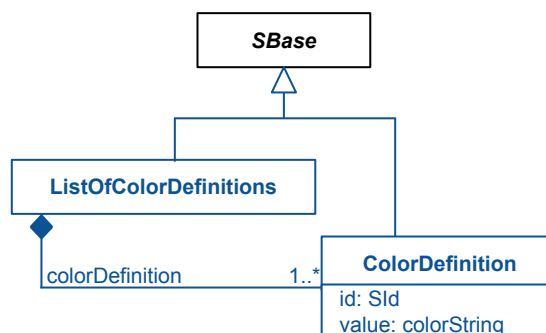 SBase
ListOfColorDefinitions
colorDefinition 1..*
ColorDefinition
id: SId
value: colorString